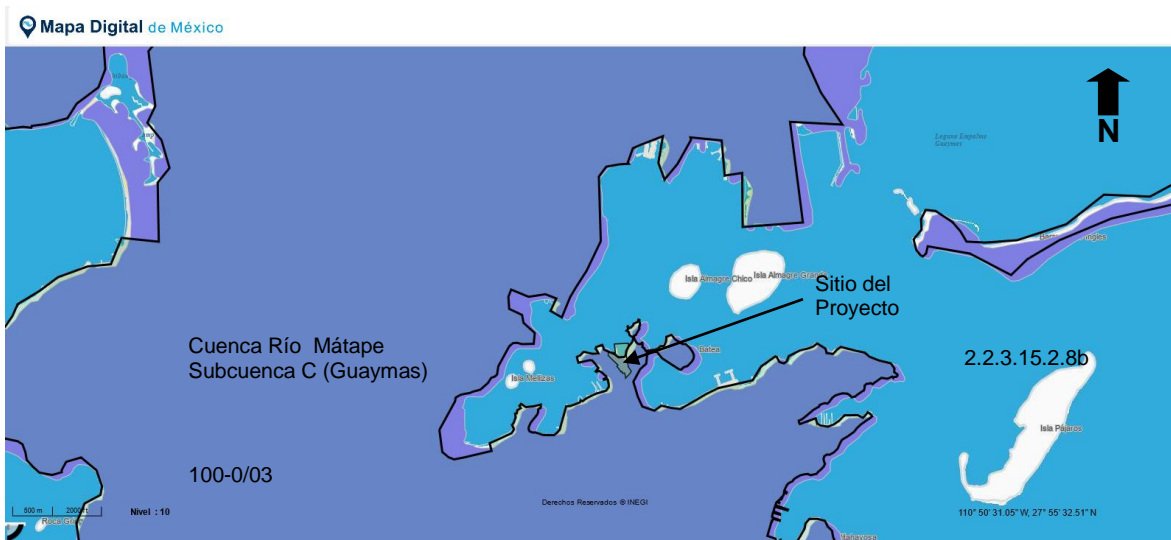 Mapa Digital de México
N
Laguna Empalme
Guaymas
Isla Almagre Chico
Isla Almagre Grande
Sitio del
Proyecto
Cuenca Río Mátape
Subcuenca C (Guaymas)
Batea
2.2.3.15.2.8b
Isla Mellizas
Isla Pájaros
100-0/03
Derechos Reservados © INEGI
Nivel : 10
110° 50' 31.05" W, 27° 55' 32.51" N